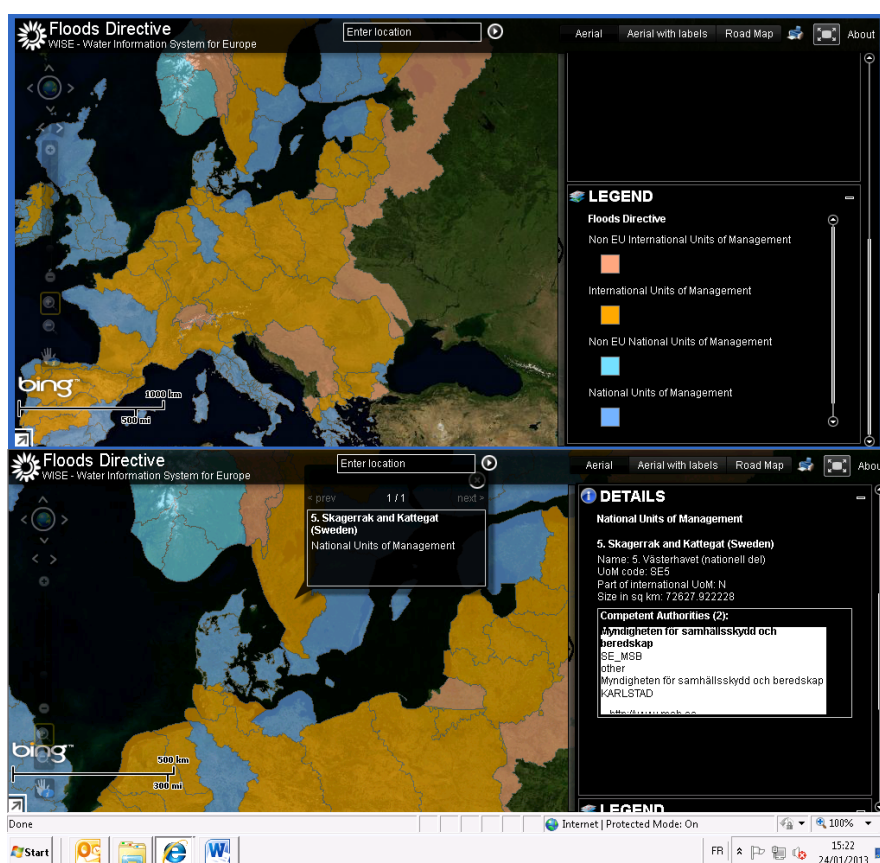 Floods Directive
WISE - Water Information System for Europe
Enter location
Aerial
Aerial with labels
Road Map
About
LEGEND
Floods Directive
Non EU International Units of Management
International Units of Management
Non EU National Units of Management
National Units of Management
bing™
1000 km
500 mi
Floods Directive
WISE - Water Information System for Europe
Enter location
Aerial
Aerial with labels
Road Map
Abou
< prev
1 / 1
next >
5. Skagerrak and Kattegat
(Sweden)
National Units of Management
DETAILS
National Units of Management
5. Skagerrak and Kattegat (Sweden)
Name: 5. Västerhavet (nationell del)
UoM code: SE5
Part of international UoM: N
Size in sq km: 72627.922228
Competent Authorities (2):
Myndigheten för samhällsskydd och
beredskap
SE_MSB
other
Myndigheten för samhällsskydd och beredskap
KARLSTAD
bing™
500 km
300 mi
LEGEND
Done
Internet | Protected Mode: On
100%
Start
FR
15:22
24/01/2013